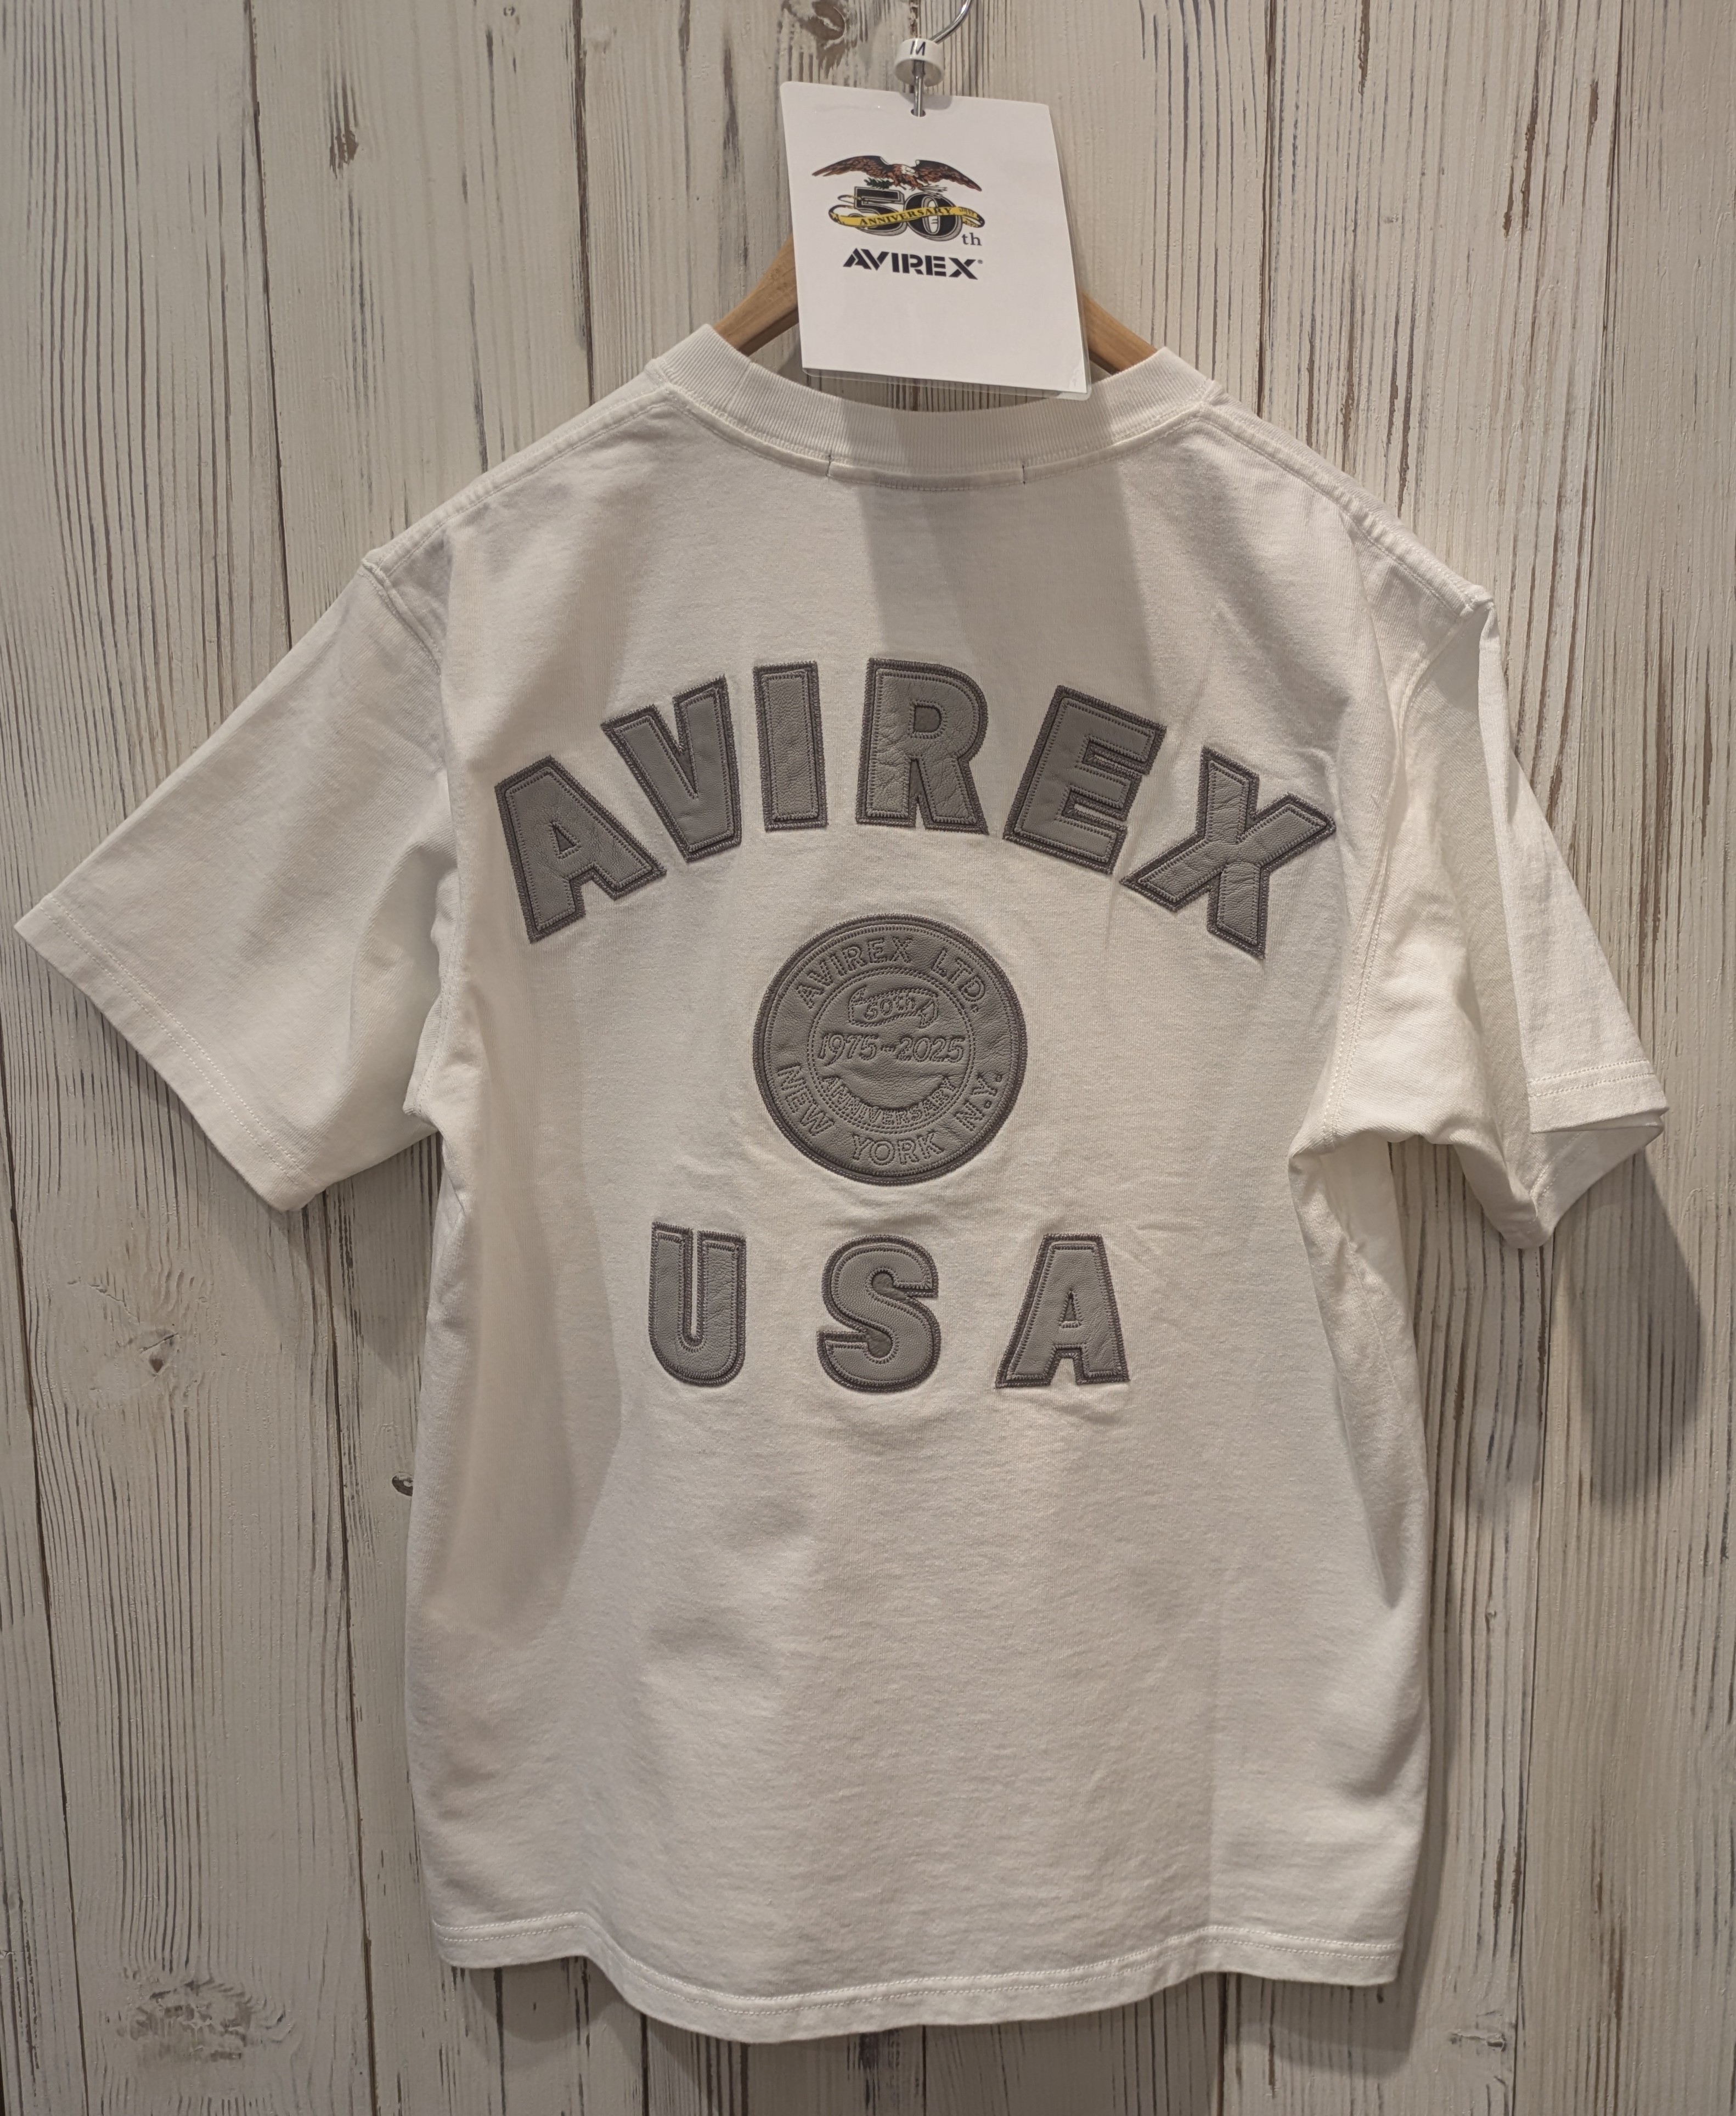 M
50th
ANNIVERSARY
AVIREX®
AVIREX
AVIREX LTD.
50th
1975-2025
ANNIVERSARY
NEW YORK N.Y.
USA